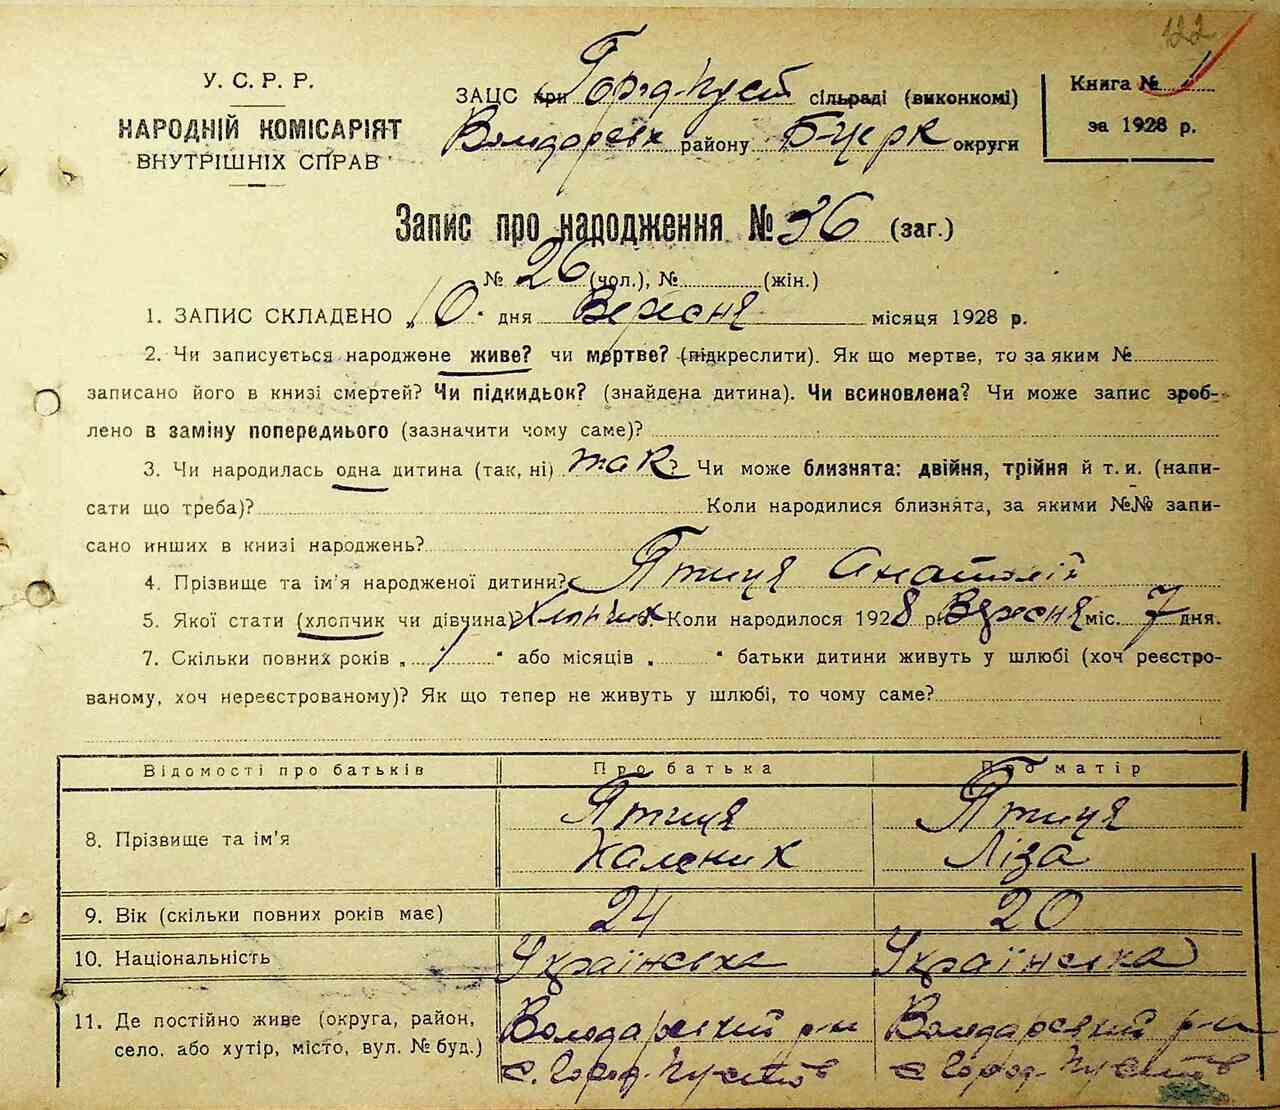 122
У. С. Р. Р.
НАРОДНІЙ КОМІСАРІЯТ
ВНУТРІШНІХ СПРАВ
ЗАЦС при Город-Пуст сільраді (виконкомі)
Володарськ району Б-Церк округи
Книга № 1
за 1928 р.
Запис про народження № 36 (заг.)
№ 26 (чол.), № (жін.)
1. ЗАПИС СКЛАДЕНО „10" дня Вересня місяця 1928 р.
2. Чи записується народжене живе? чи мертве? (підкреслити). Як що мертве, то за яким №
записано його в книзі смертей? Чи підкидьок? (знайдена дитина). Чи всиновлена? Чи може запис зроб-
лено в заміну попереднього (зазначити чому саме)?
3. Чи народилась одна дитина (так, ні) так? Чи може близнята: двійня, трійня й т. и. (напи-
сати що треба)? Коли народилися близнята, за якими №№ запи-
сано инших в книзі народжень?
4. Прізвище та ім'я народженої дитини? Птиця Анатолій
5. Якої стати (хлопчик чи дівчина)? Хлопчик. Коли народилося 1928 р. Вересня міс. 7 дня.
7. Скільки повних років „ 1 " або місяців „ " батьки дитини живуть у шлюбі (хоч реєстро-
ваному, хоч нереєстрованому)? Як що тепер не живуть у шлюбі, то чому саме?
Відомості про батьків Про батька Про матір
8. Прізвище та ім'я Птиця Каленик Птиця Ліза
9. Вік (скільки повних років має) 24 20
10. Національність Українська Українська
11. Де постійно живе (округа, район,
село, або хутір, місто, вул. № буд.)
Володарський р-н Володарський р-н
с. Город-Пустов с Город-Пустов